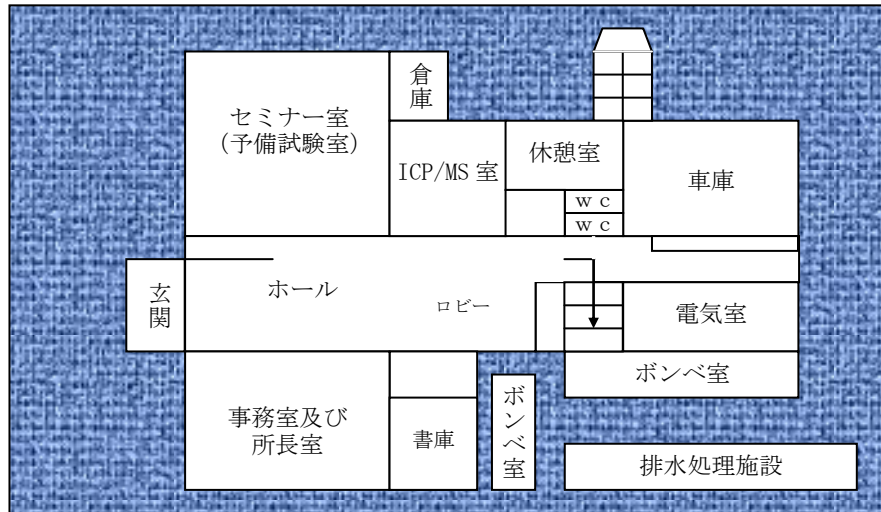 倉庫
セミナー室
(予備試験室)
ICP/MS 室
休憩室
車庫
ｗｃ
ｗｃ
玄関
ホール
ロビー
電気室
ボンベ室
事務室及び
所長室
書庫
ボンベ室
排水処理施設